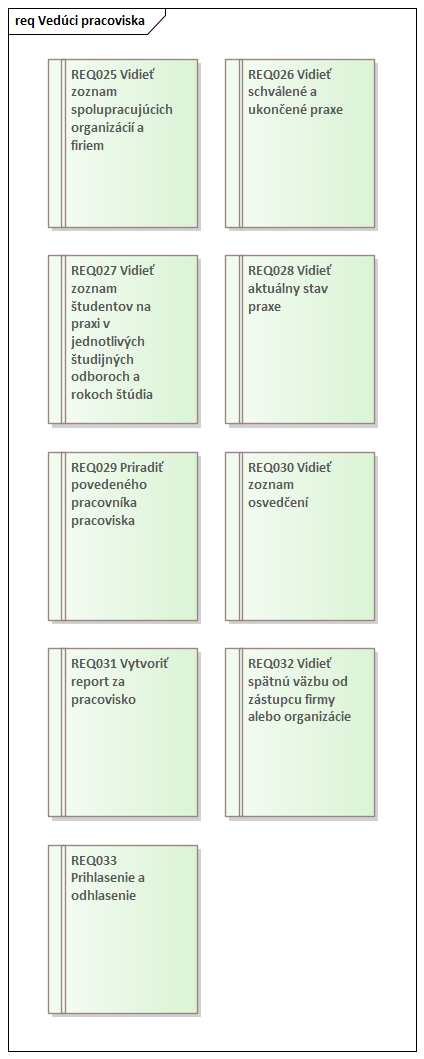 req Vedúci pracoviska
REQ025 Vidieť
zoznam
spolupracujúcich
organizácií a
firiem
REQ026 Vidieť
schválené a
ukončené praxe
REQ027 Vidieť
zoznam
študentov na
praxi v
jednotlivých
študijných
odboroch a
rokoch štúdia
REQ028 Vidieť
aktuálny stav
praxe
REQ029 Priradiť
povedeného
pracovníka
pracoviska
REQ030 Vidieť
zoznam
osvedčení
REQ031 Vytvoriť
report za
pracovisko
REQ032 Vidieť
spätnú väzbu od
zástupcu firmy
alebo organizácie
REQ033
Prihlasenie a
odhlasenie